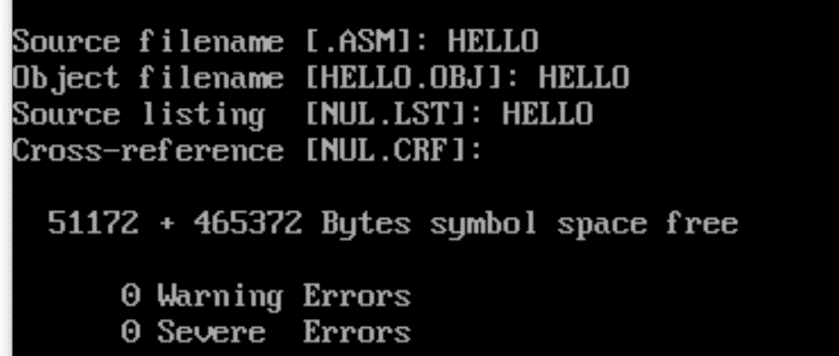 Source filename [.ASM]: HELLO
Object filename [HELLO.OBJ]: HELLO
Source listing  [NUL.LST]: HELLO
Cross-reference [NUL.CRF]:
51172 + 465372 Bytes symbol space free
0 Warning Errors
0 Severe  Errors